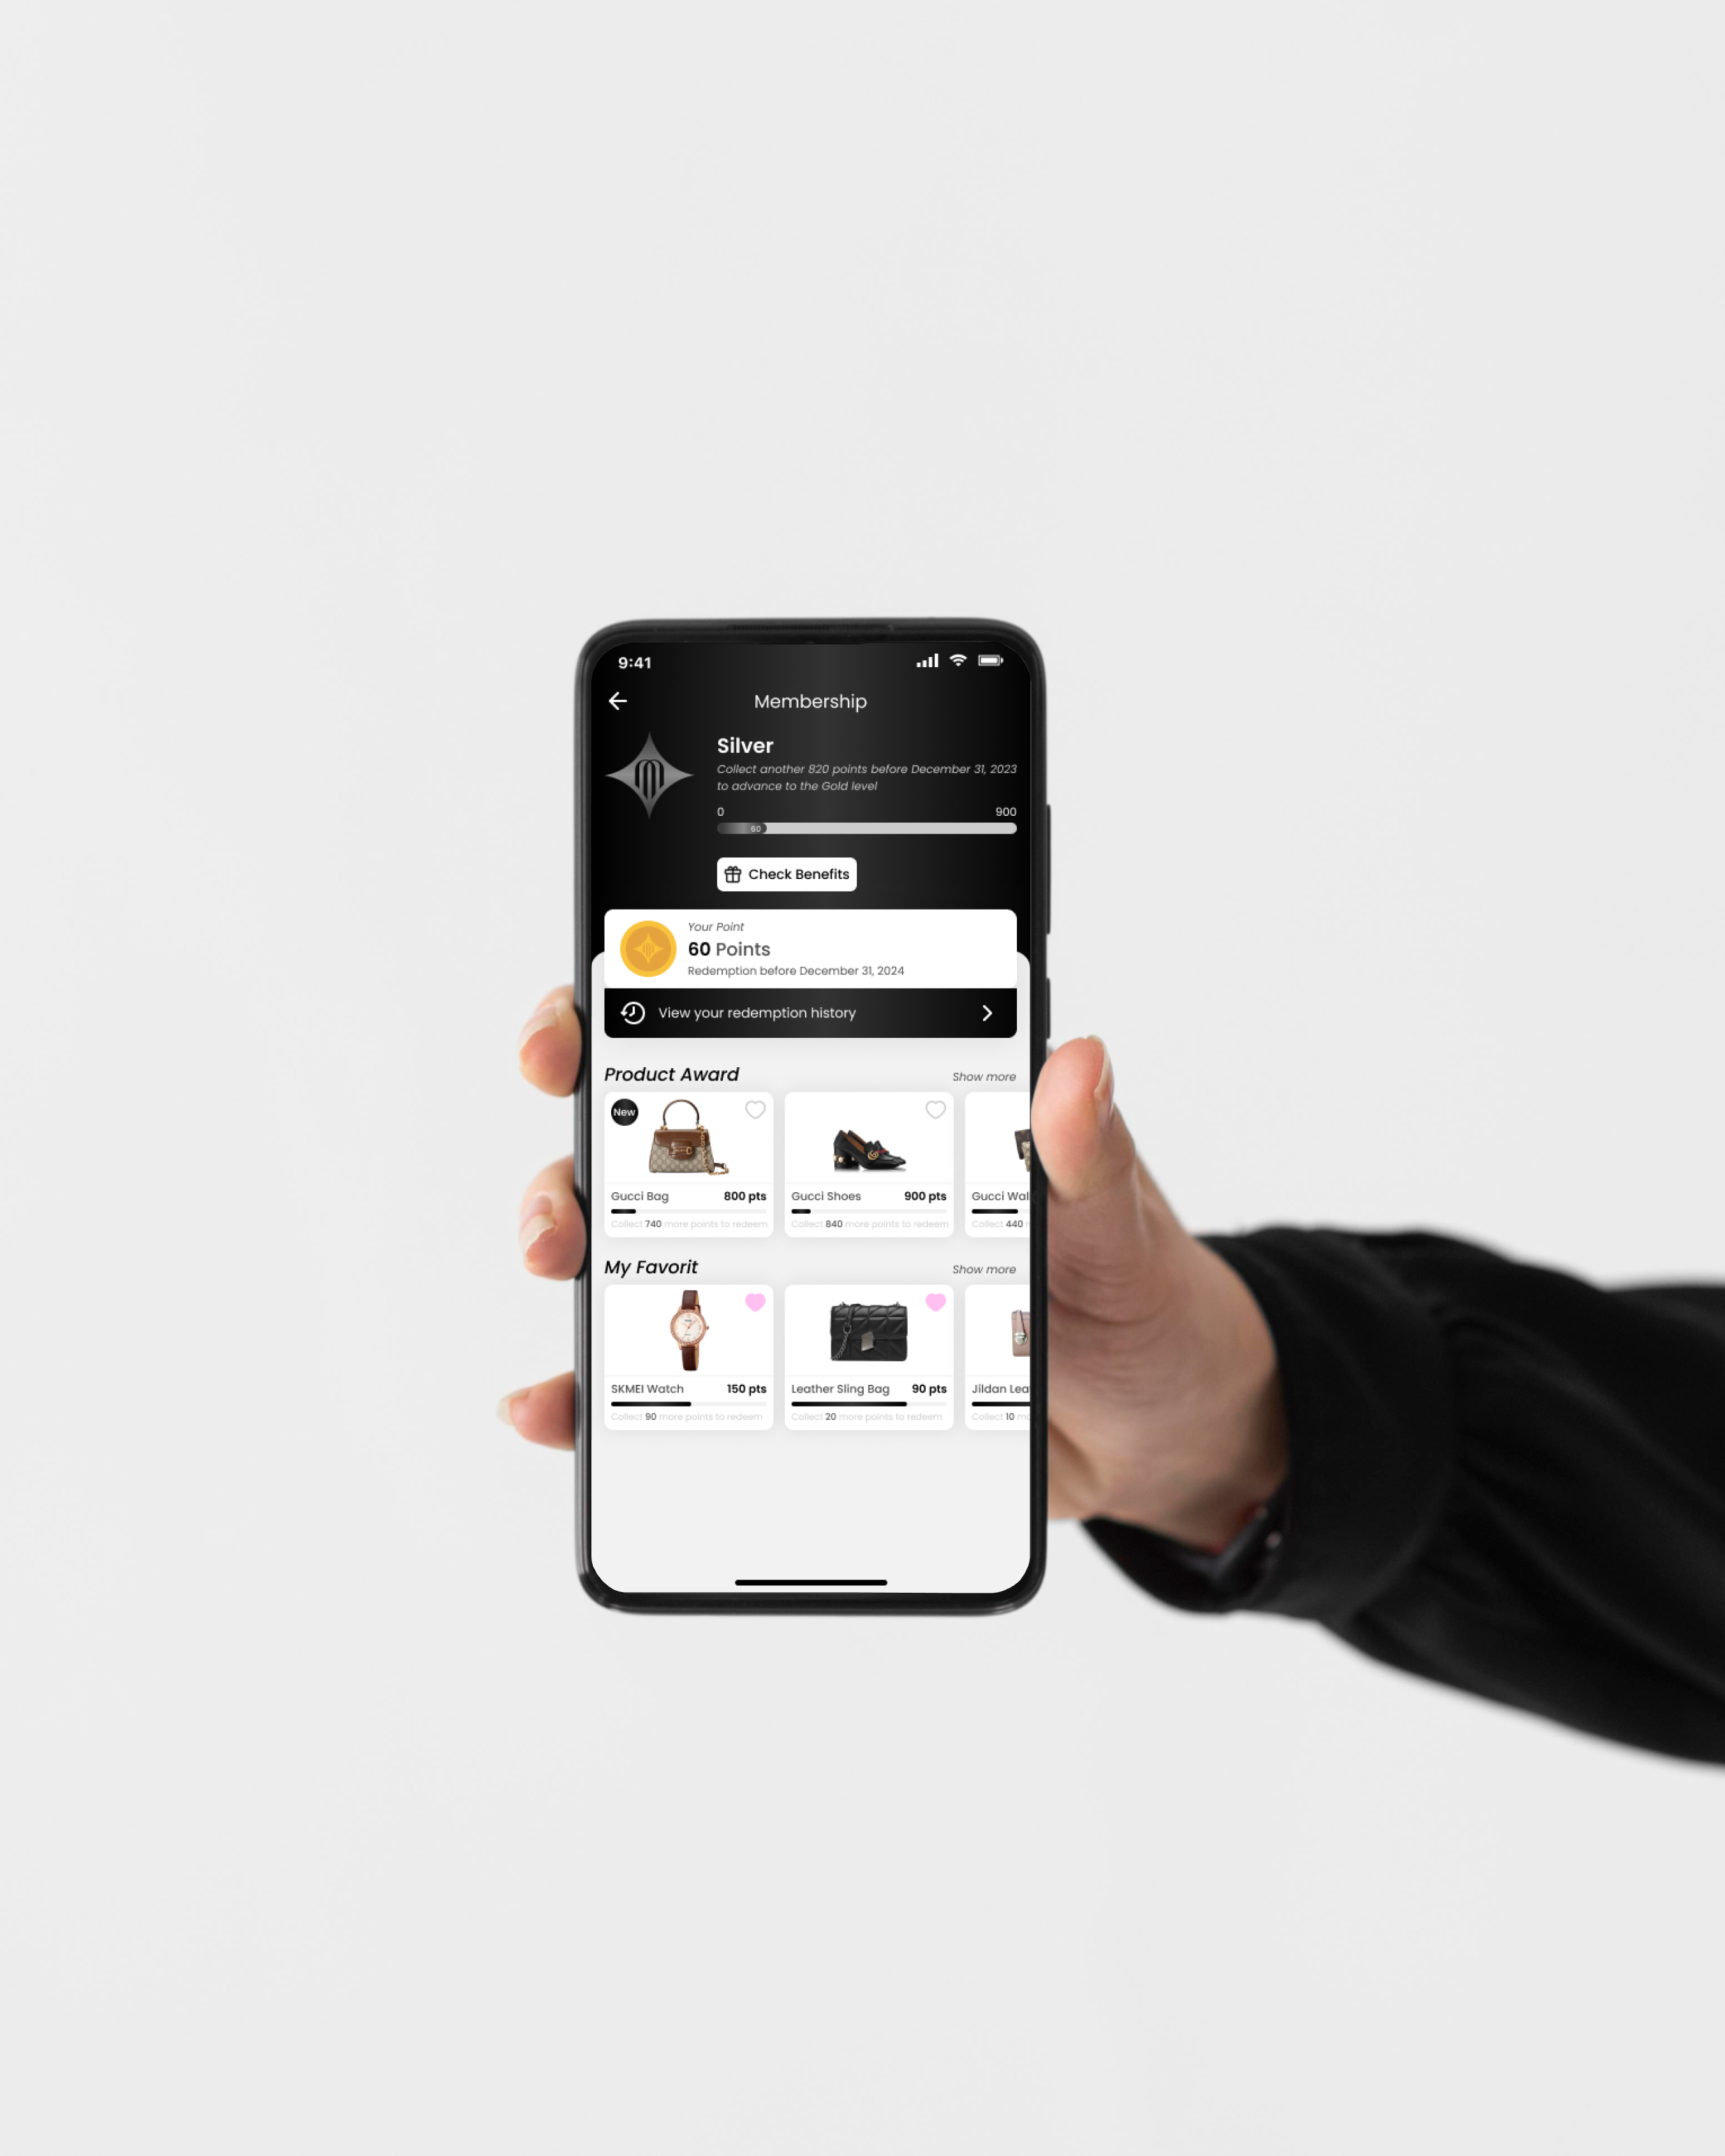 9:41
Membership
Silver
Collect another 820 points before December 31, 2023
to advance to the Gold level
0 900
60
Check Benefits
Your Point
60 Points
Redemption before December 31, 2024
View your redemption history
Product Award Show more
New
Gucci Bag 800 pts
Collect 740 more points to redeem
Gucci Shoes 900 pts
Collect 840 more points to redeem
Gucci Wal
Collect 440
My Favorit Show more
SKMEI Watch 150 pts
Collect 90 more points to redeem
Leather Sling Bag 90 pts
Collect 20 more points to redeem
Jildan Lea
Collect 10